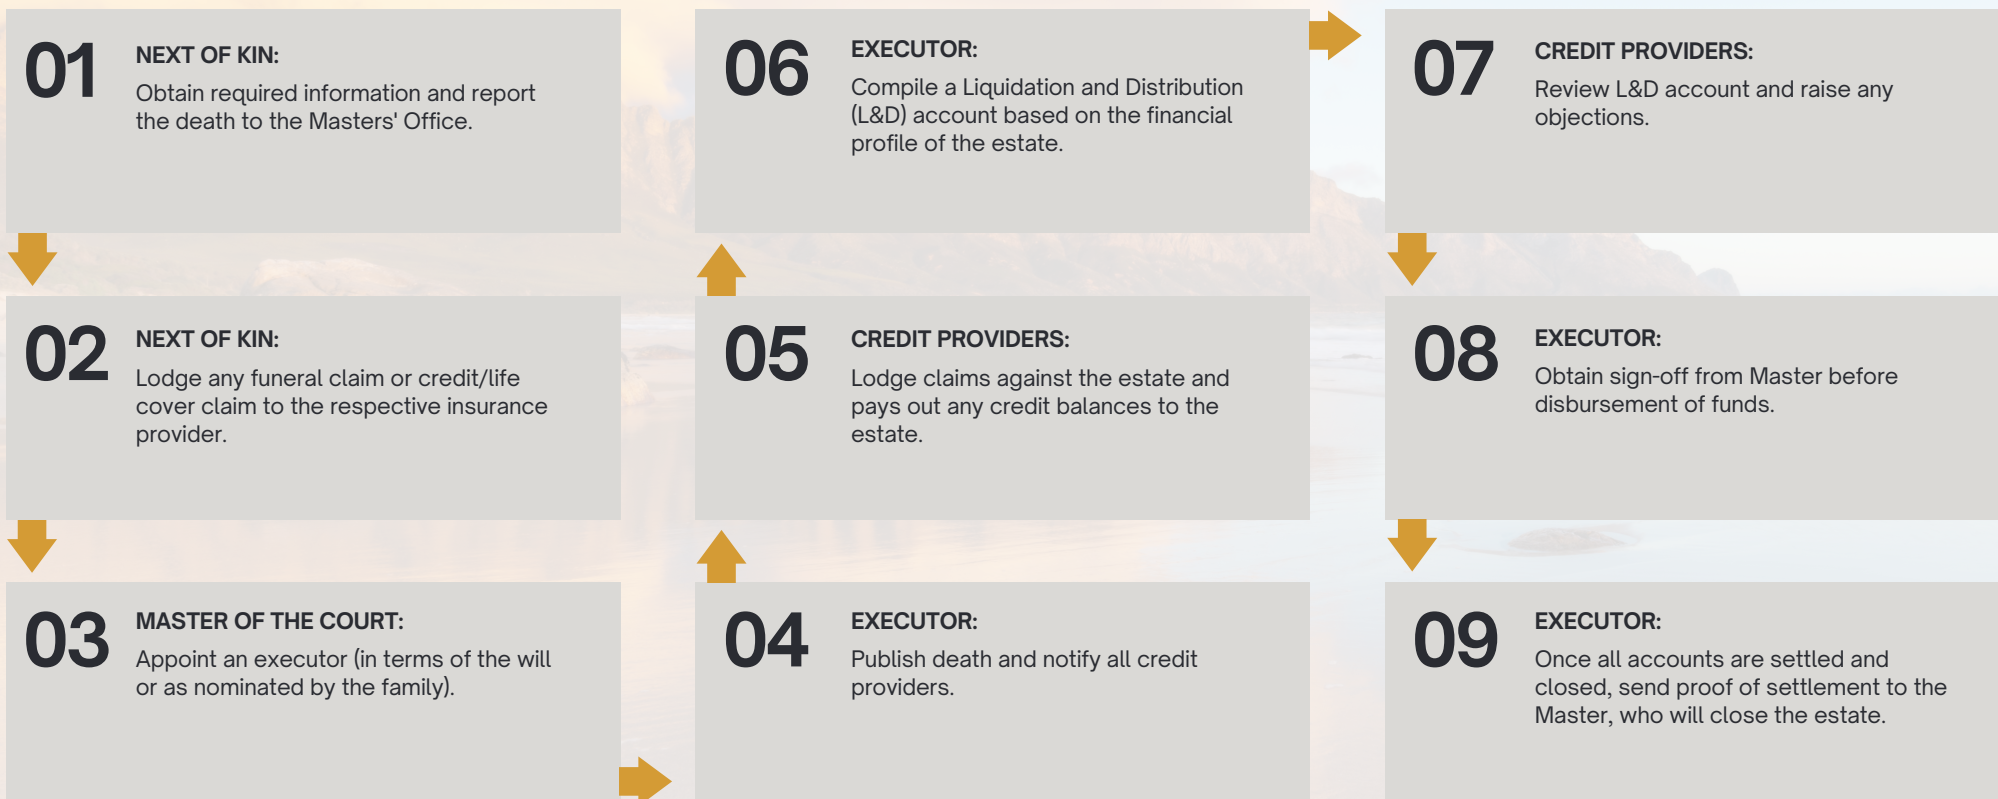 01
NEXT OF KIN:
Obtain required information and report
the death to the Masters' Office.
02
NEXT OF KIN:
Lodge any funeral claim or credit/life
cover claim to the respective insurance
provider.
03
MASTER OF THE COURT:
Appoint an executor (in terms of the will
or as nominated by the family).
04
EXECUTOR:
Publish death and notify all credit
providers.
05
CREDIT PROVIDERS:
Lodge claims against the estate and
pays out any credit balances to the
estate.
06
EXECUTOR:
Compile a Liquidation and Distribution
(L&D) account based on the financial
profile of the estate.
07
CREDIT PROVIDERS:
Review L&D account and raise any
objections.
08
EXECUTOR:
Obtain sign-off from Master before
disbursement of funds.
09
EXECUTOR:
Once all accounts are settled and
closed, send proof of settlement to the
Master, who will close the estate.